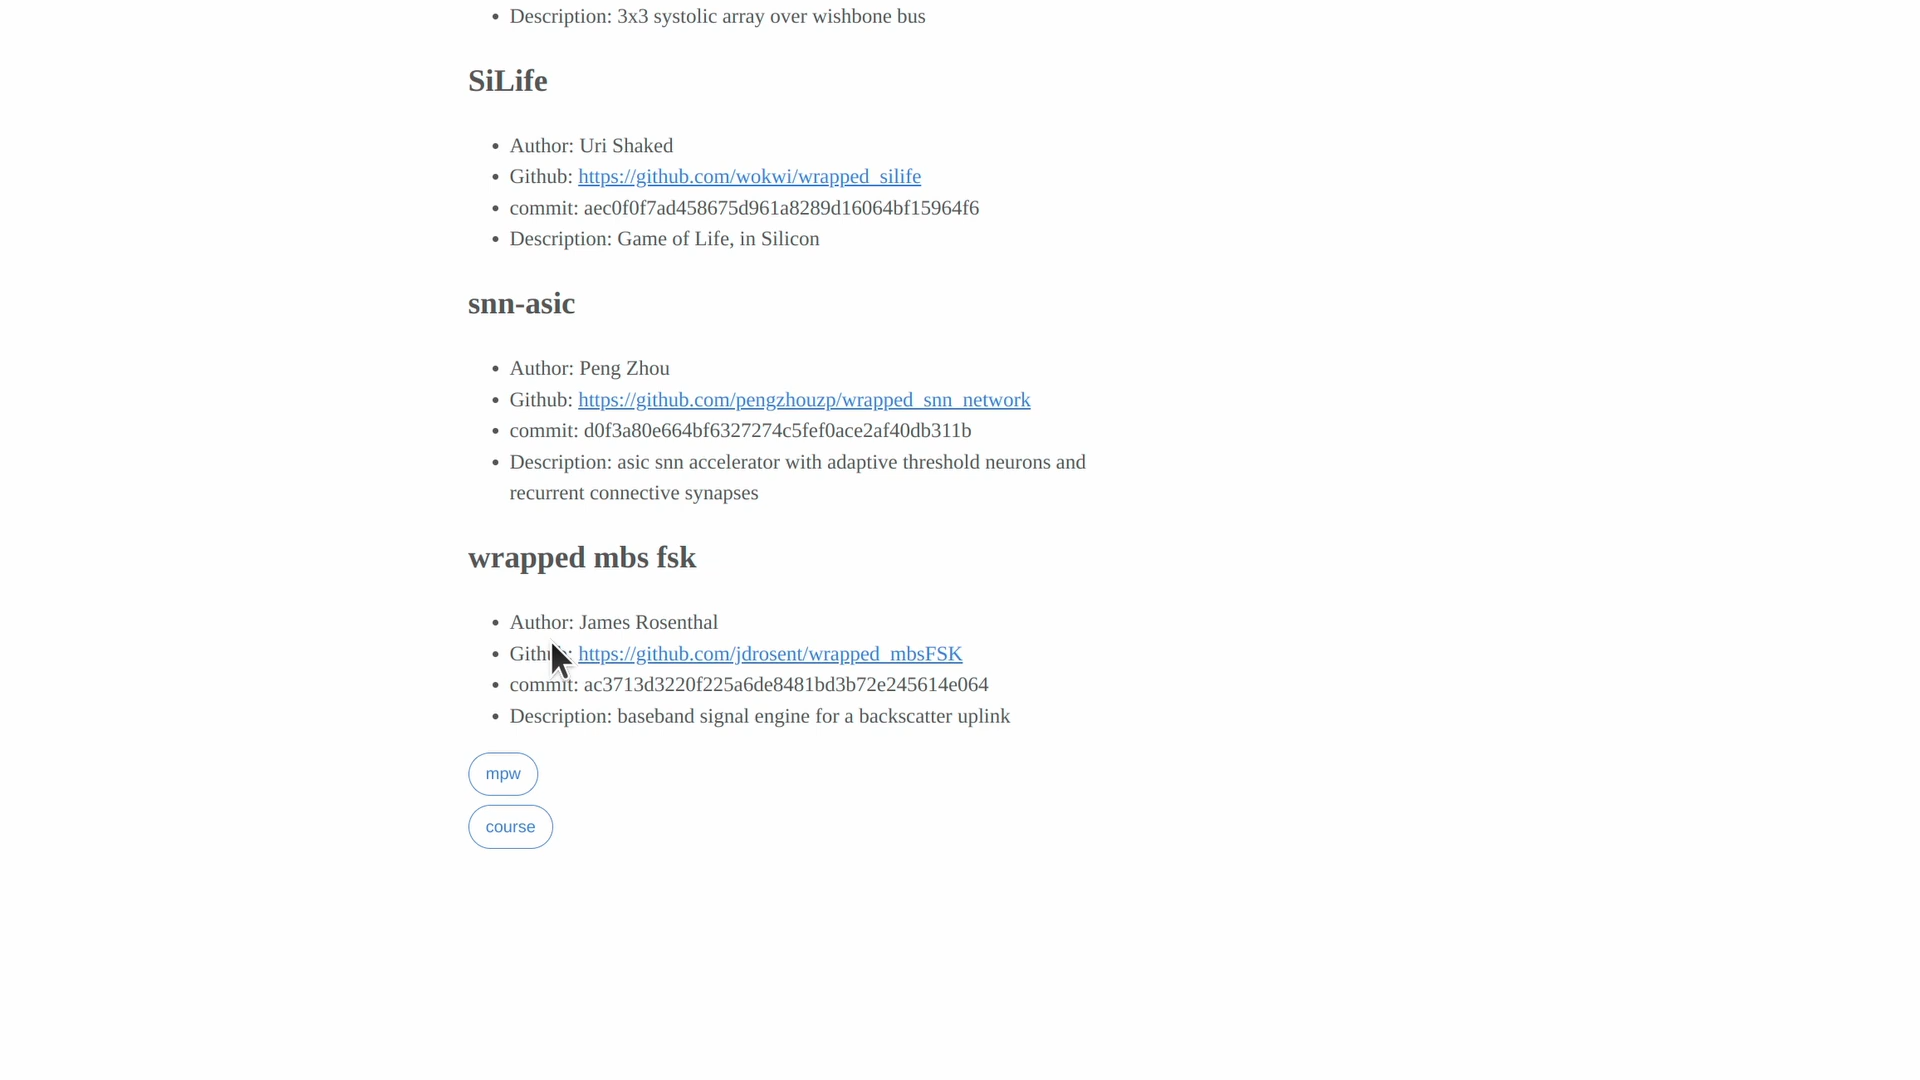 Description: 3x3 systolic array over wishbone bus
SiLife
Author: Uri Shaked
Github: https://github.com/wokwi/wrapped_silife
commit: aec0f0f7ad458675d961a8289d16064bf15964f6
Description: Game of Life, in Silicon
snn-asic
Author: Peng Zhou
Github: https://github.com/pengzhouzp/wrapped_snn_network
commit: d0f3a80e664bf6327274c5fef0ace2af40db311b
Description: asic snn accelerator with adaptive threshold neurons and
recurrent connective synapses
wrapped mbs fsk
Author: James Rosenthal
Github: https://github.com/jdrosent/wrapped_mbsFSK
commit: ac3713d3220f225a6de8481bd3b72e245614e064
Description: baseband signal engine for a backscatter uplink
mpw
course